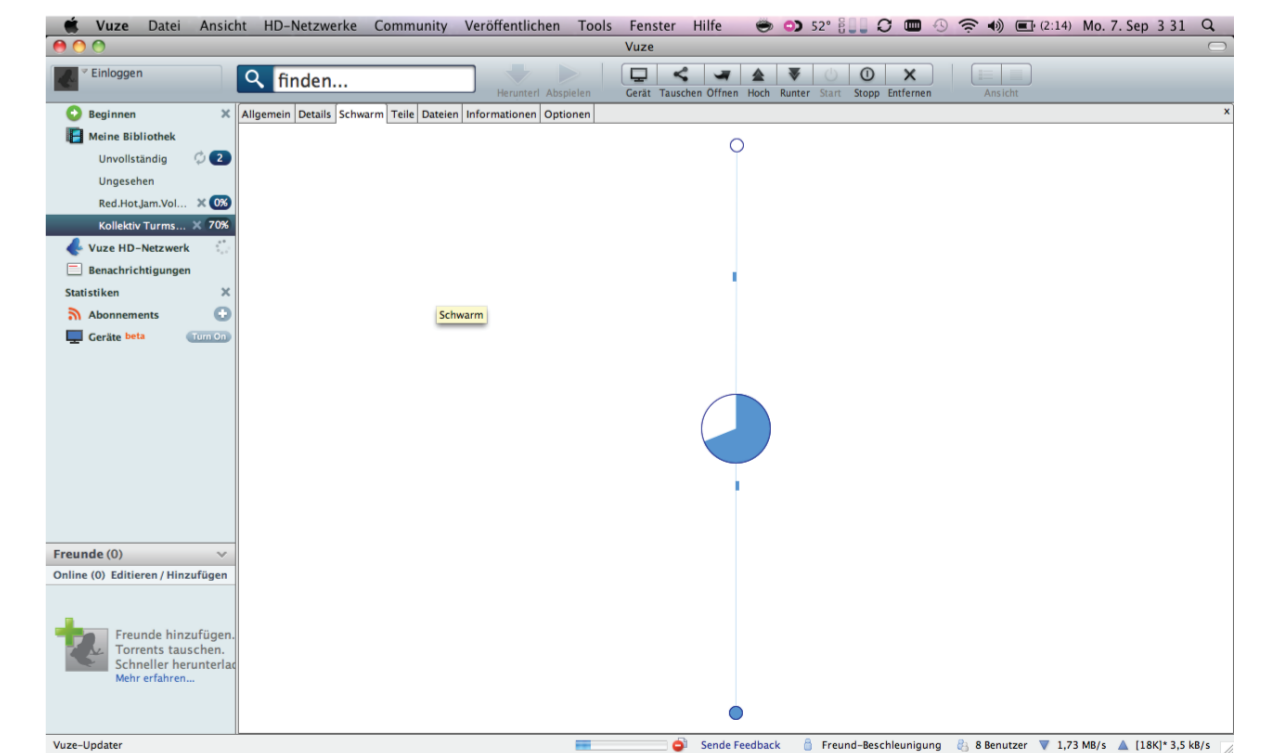 Vuze Datei Ansicht HD-Netzwerke Community Veröffentlichen Tools Fenster Hilfe 52° (2:14) Mo. 7. Sep 3 31
Vuze
Einloggen
finden...
Herunterl Abspielen
Gerät Tauschen Öffnen Hoch Runter Start Stopp Entfernen
Ansicht
Beginnen
Meine Bibliothek
Unvollständig 2
Ungesehen
Red.Hot.Jam.Vol... 0%
Kollektiv Turms... 70%
Vuze HD-Netzwerk
Benachrichtigungen
Statistiken
Abonnements
Geräte beta Turn On
Allgemein Details Schwarm Teile Dateien Informationen Optionen x
Schwarm
Freunde (0)
Online (0) Editieren / Hinzufügen
Freunde hinzufügen.
Torrents tauschen.
Schneller herunterlad
Mehr erfahren...
Vuze-Updater Sende Feedback Freund-Beschleunigung 8 Benutzer 1,73 MB/s [18K]* 3,5 kB/s